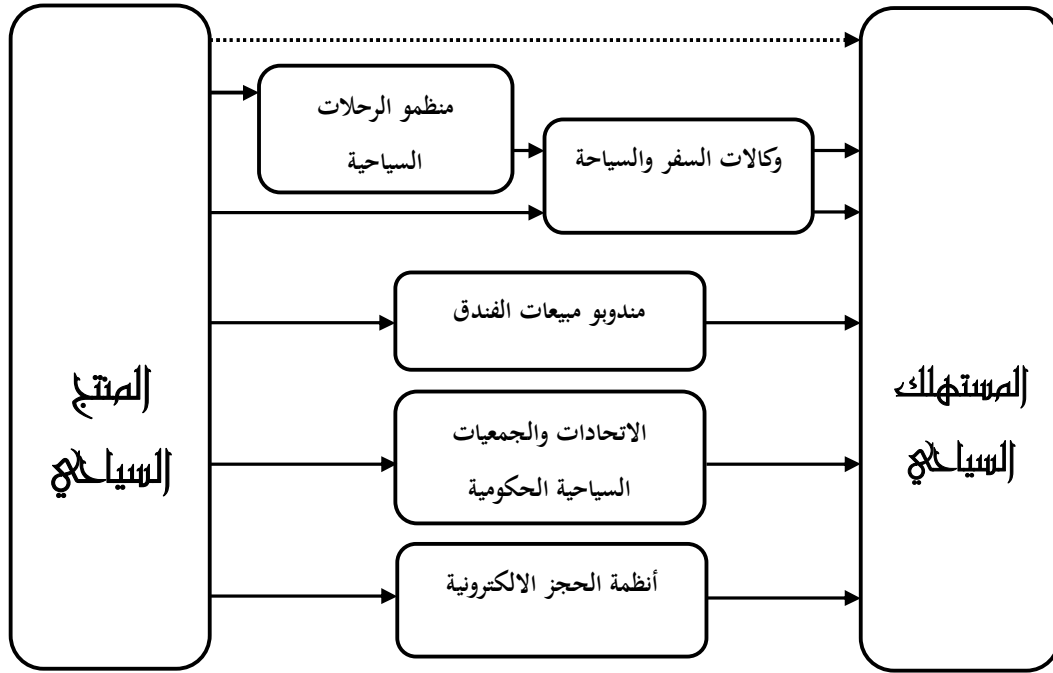 منظمو الرحلات
السياحية
وكالات السفر والسياحة
مندوبو مبيعات الفندق
المنتج
السياحي
المستهلك
السياحي
الاتحادات والجمعيات
السياحية الحكومية
أنظمة الحجز الالكترونية